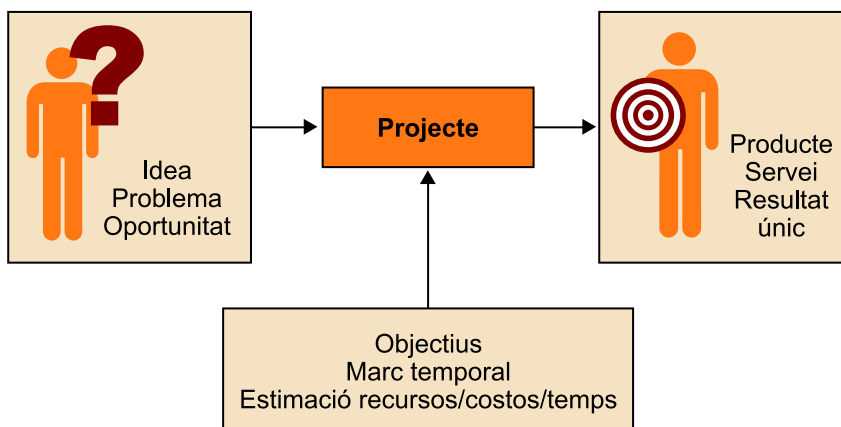 ?
Idea
Problema
Oportunitat
Projecte
Producte
Servei
Resultat
únic
Objectius
Marc temporal
Estimació recursos/costos/temps